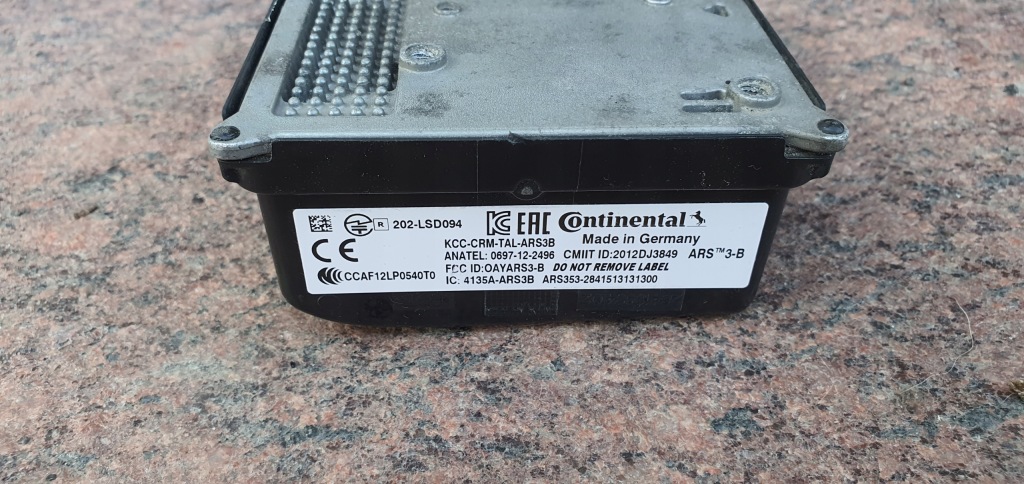 R 202-LSD094
EAC Continental
KCC-CRM-TAL-ARS3B
Made in Germany
CE
ANATEL: 0697-12-2496 CMIIT ID:2012DJ3849 ARS™3-B
CCAF12LP0540T0
FCC ID:OAYARS3-B DO NOT REMOVE LABEL
IC: 4135A-ARS3B ARS353-2841513131300